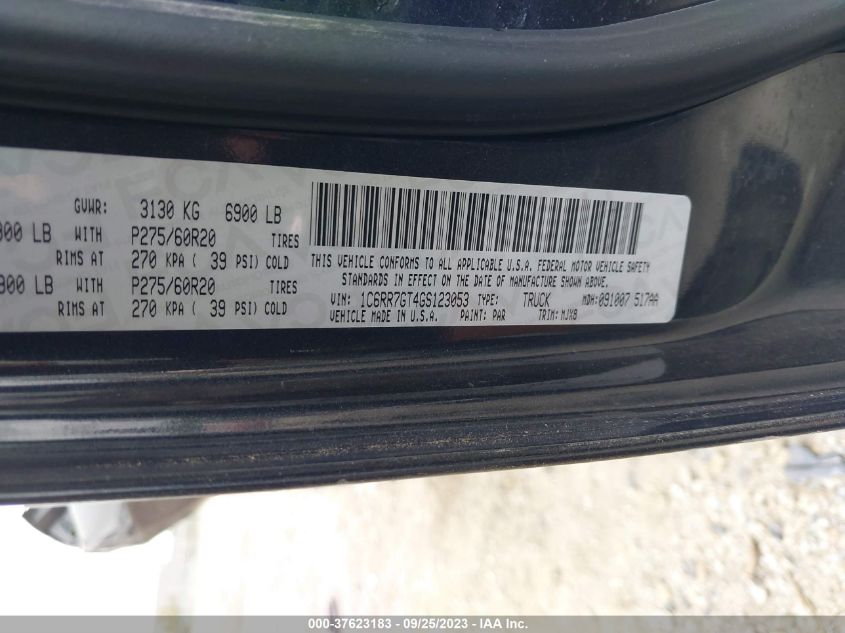 GVWR: 3130 KG 6900 LB
LB WITH P275/60R20 TIRES
RIMS AT 270 KPA ( 39 PSI) COLD
LB WITH P275/60R20 TIRES
RIMS AT 270 KPA ( 39 PSI) COLD
THIS VEHICLE CONFORMS TO ALL APPLICABLE U.S.A. FEDERAL MOTOR VEHICLE SAFETY
STANDARDS IN EFFECT ON THE DATE OF MANUFACTURE SHOWN ABOVE.
VIN: 1C6RR7GT4GS123053 TYPE: TRUCK MDH:091007 517AA
VEHICLE MADE IN U.S.A. PAINT: PAR TRIM: MJX8
000-37623183 - 09/25/2023 - IAA Inc.